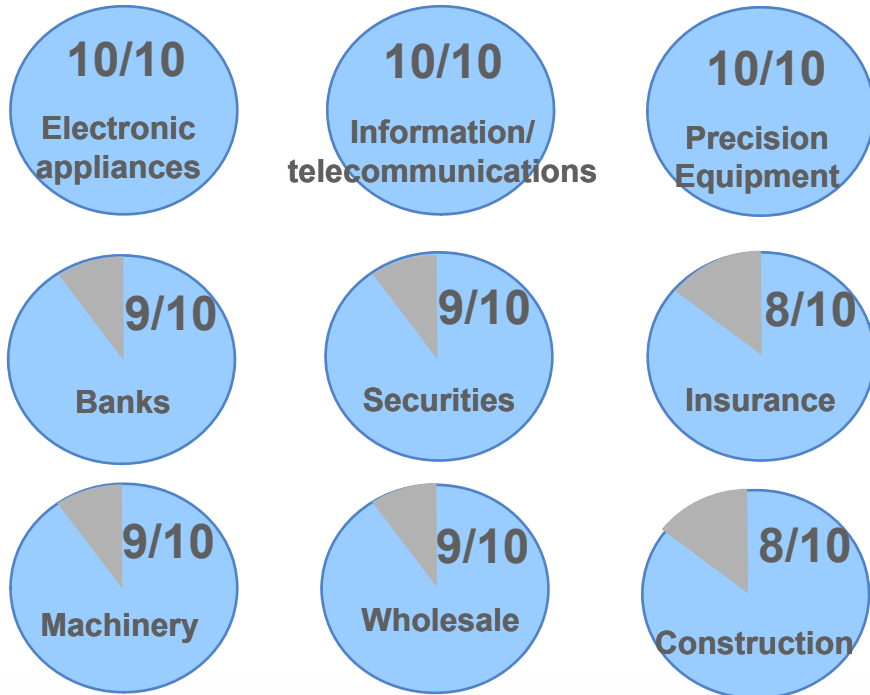 10/10
Electronic
appliances
10/10
Information/
telecommunications
10/10
Precision
Equipment
9/10
Banks
9/10
Securities
8/10
Insurance
9/10
Machinery
9/10
Wholesale
8/10
Construction